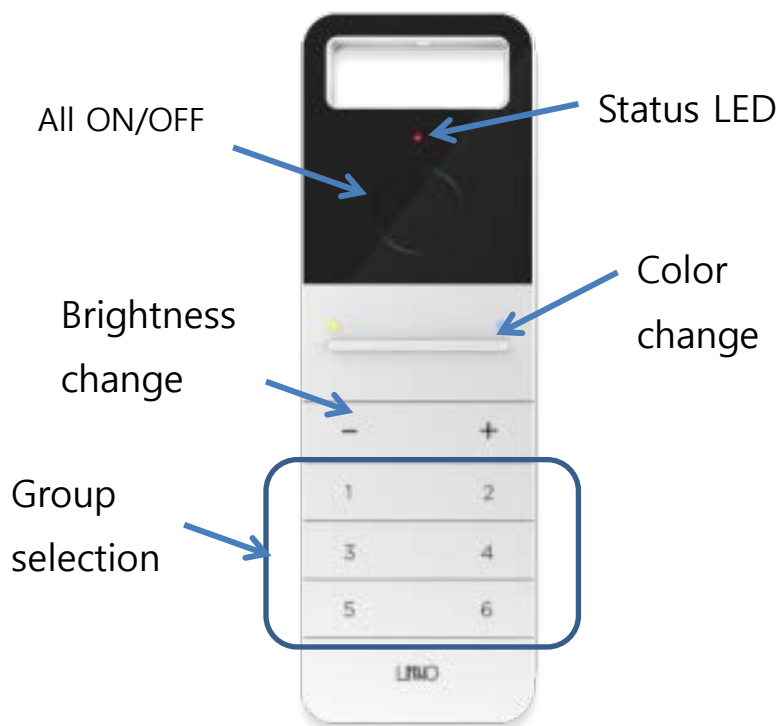 All ON/OFF
Status LED
Color
change
Brightness
change
− +
Group
selection
1 2
3 4
5 6